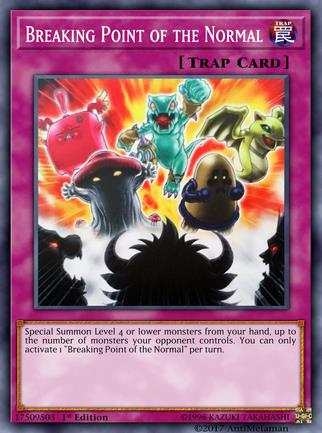 Breaking Point of the Normal
TRAP
罠
[Trap Card]
Special Summon Level 4 or lower monsters from your hand, up to
the number of monsters your opponent controls. You can only
activate 1 "Breaking Point of the Normal" per turn.
17509503 1st Edition ©1996 KAZUKI TAKAHASHI
©2017 AntiMetaman